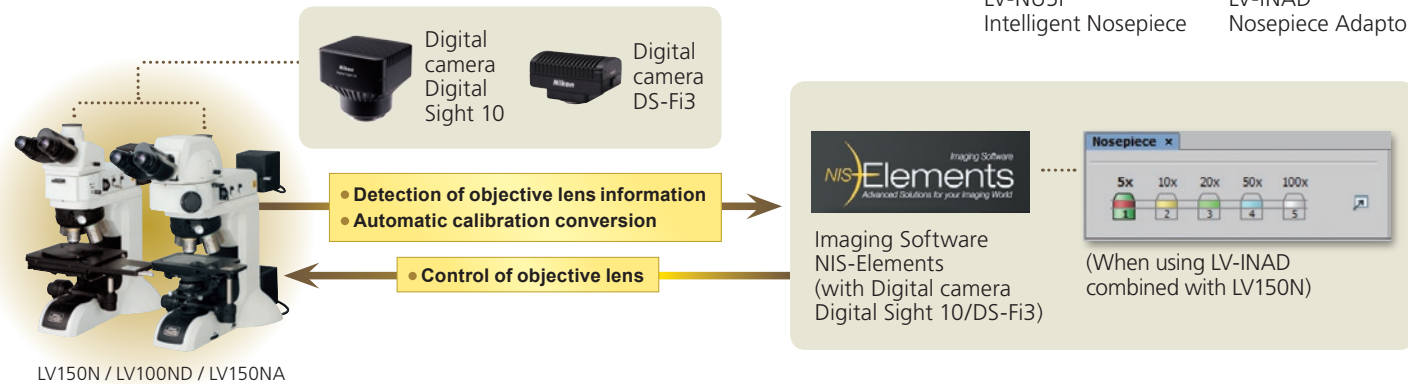 LV-NU5I
Intelligent Nosepiece
LV-INAD
Nosepiece Adapto
Digital
camera
Digital
Sight 10
Digital
camera
DS-Fi3
Nikon
Nikon
• Detection of objective lens information
• Automatic calibration conversion
• Control of objective lens
Imaging Software
NIS-Elements
Advanced Solutions for your Imaging World
Imaging Software
NIS-Elements
(with Digital camera
Digital Sight 10/DS-Fi3)
Nosepiece ×
5x 10x 20x 50x 100x
1 2 3 4 5
(When using LV-INAD
combined with LV150N)
LV150N / LV100ND / LV150NA